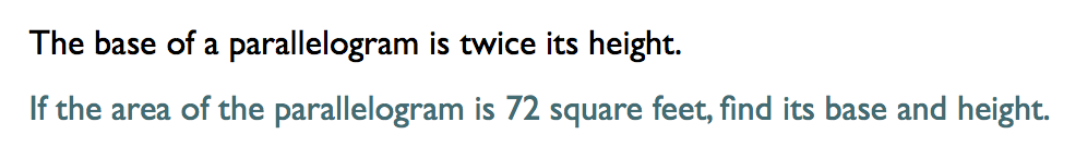 The base of a parallelogram is twice its height.
If the area of the parallelogram is 72 square feet, find its base and height.